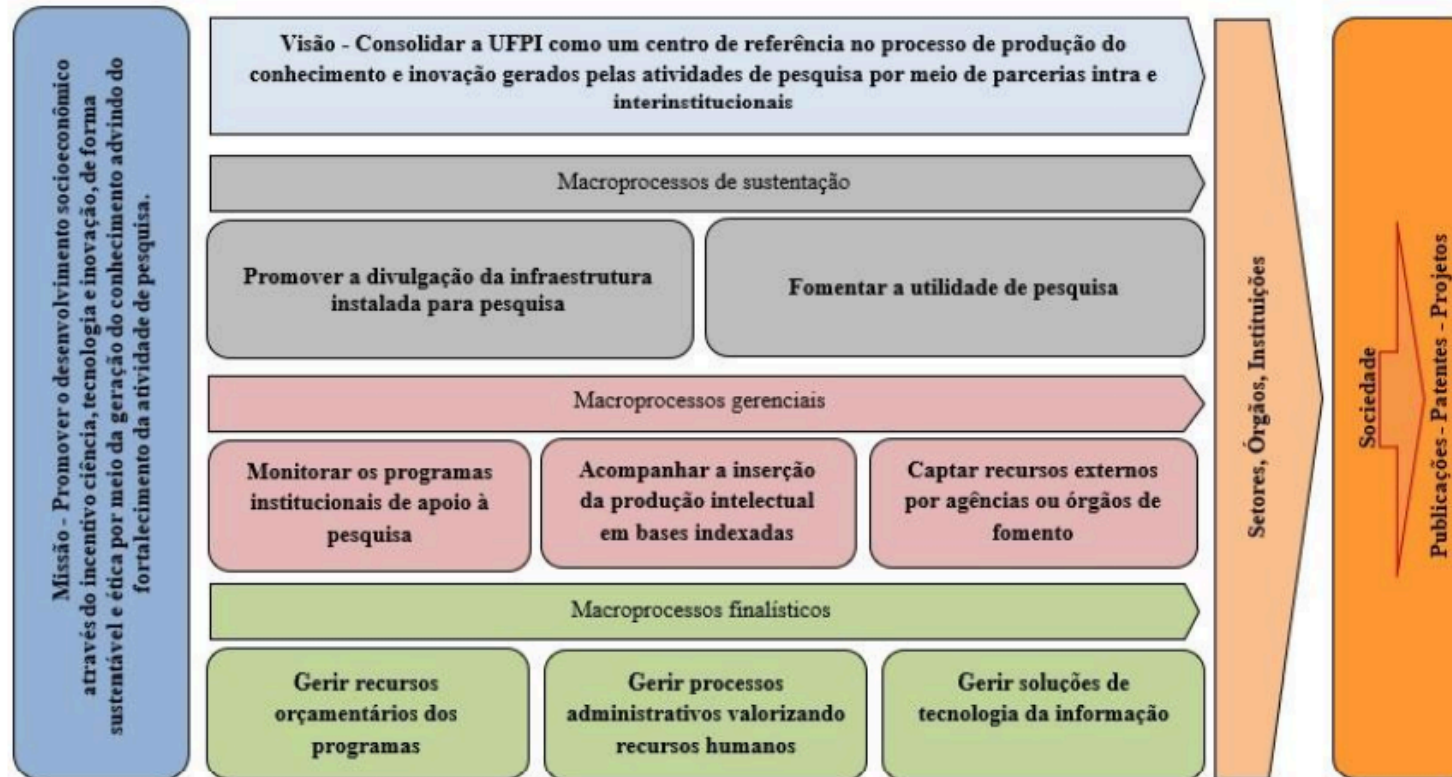 Missão - Promover o desenvolvimento socioeconômico
através do incentivo ciência, tecnologia e inovação, de forma
sustentável e ética por meio da geração do conhecimento advindo do
fortalecimento da atividade de pesquisa.
Visão - Consolidar a UFPI como um centro de referência no processo de produção do
conhecimento e inovação gerados pelas atividades de pesquisa por meio de parcerias intra e
interinstitucionais
Macroprocessos de sustentação
Promover a divulgação da infraestrutura
instalada para pesquisa
Fomentar a utilidade de pesquisa
Macroprocessos gerenciais
Monitorar os programas
institucionais de apoio à
pesquisa
Acompanhar a inserção
da produção intelectual
em bases indexadas
Captar recursos externos
por agências ou órgãos de
fomento
Macroprocessos finalísticos
Gerir recursos
orçamentários dos
programas
Gerir processos
administrativos valorizando
recursos humanos
Gerir soluções de
tecnologia da informação
Setores, Órgãos, Instituições
Sociedade
Publicações - Patentes - Projetos